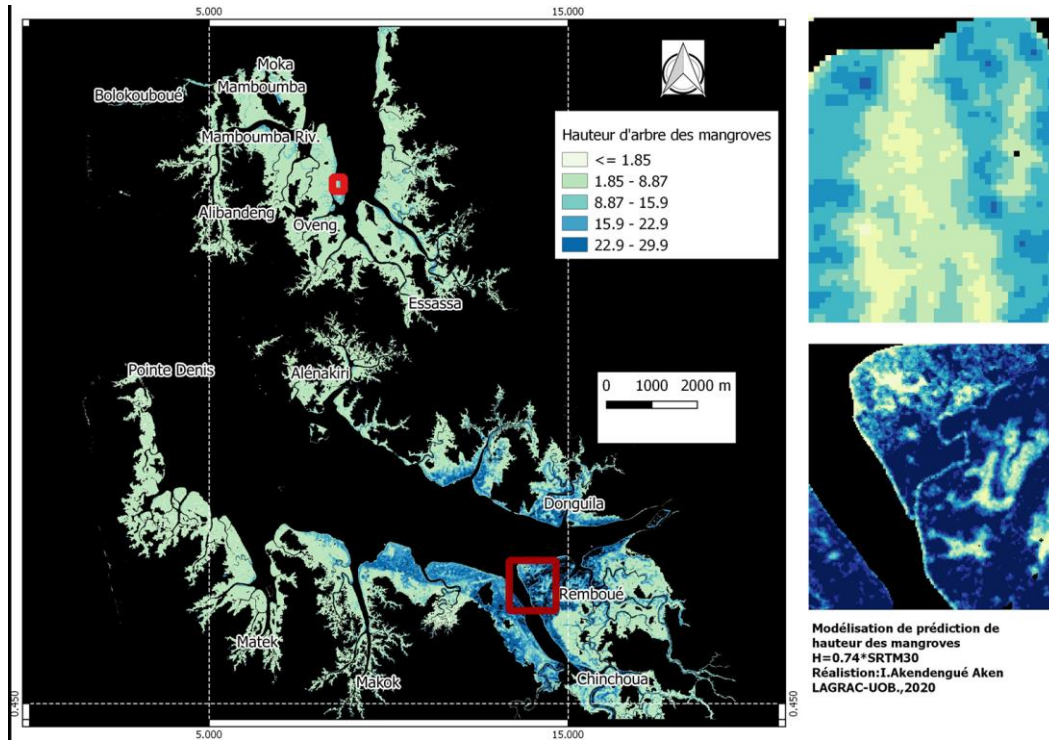 5.000
15.000
Moka
Mamboumba
Bolokouboué
Mamboumba Riv.
Alibandeng
Oveng
Essassa
Hauteur d'arbre des mangroves
<= 1.85
1.85 - 8.87
8.87 - 15.9
15.9 - 22.9
22.9 - 29.9
Pointe Denis
Alénakiri
0 1000 2000 m
Donguila
Remboué
Matek
Makok
Chinchoua
0.450
0.450
5.000
15.000
Modélisation de prédiction de
hauteur des mangroves
H=0.74*SRTM30
Réalistion:I.Akendengué Aken
LAGRAC-UOB.,2020